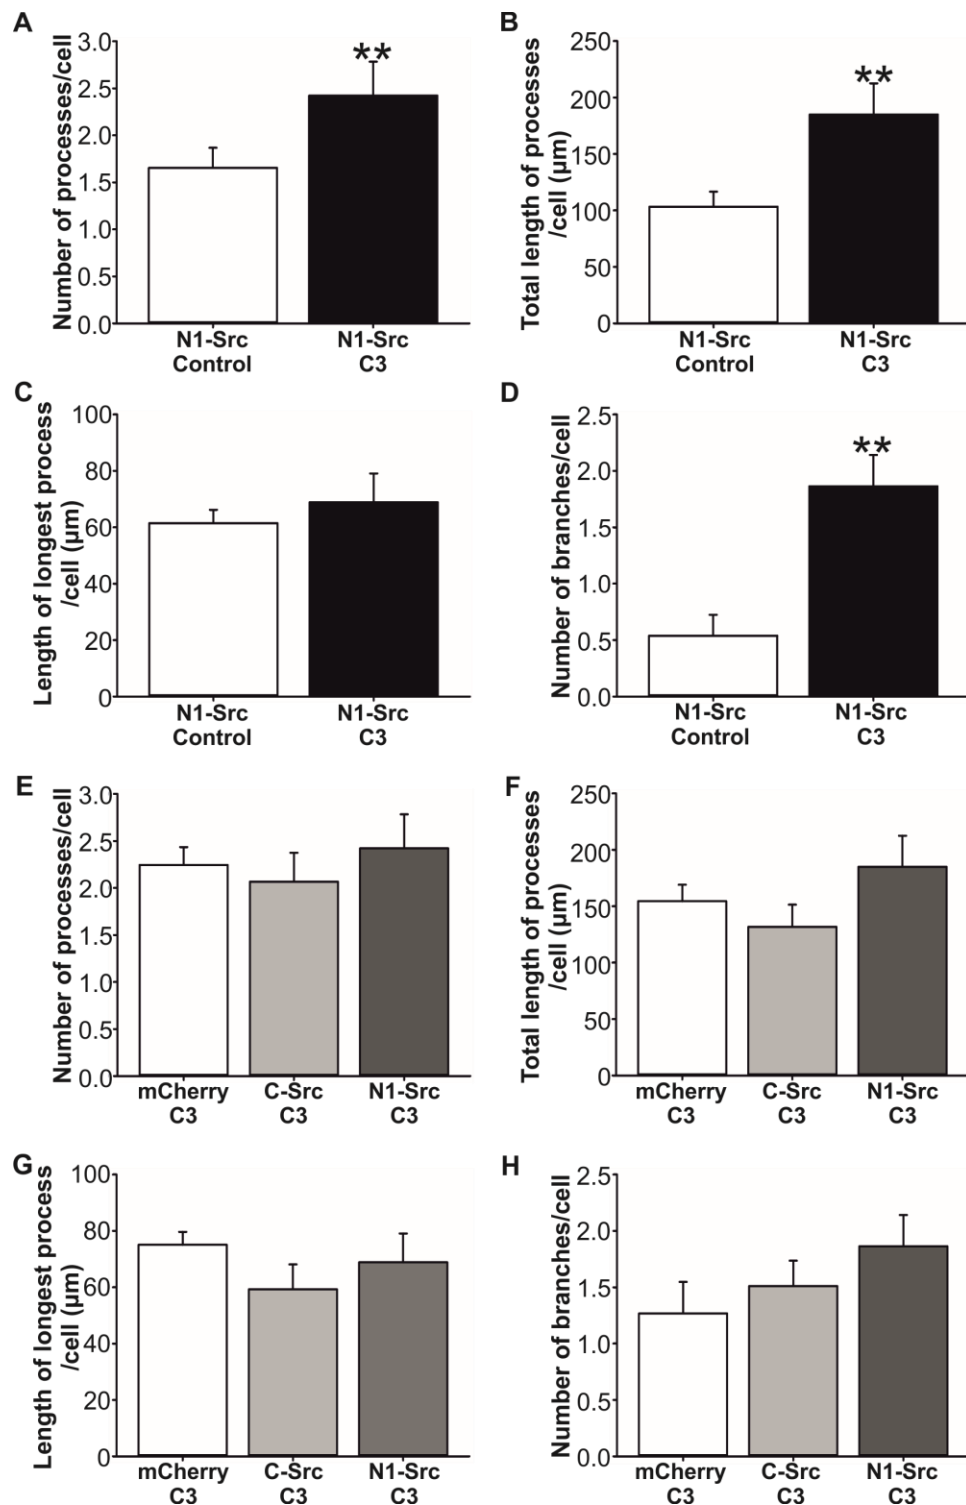 A
Number of processes/cell
3.0
2.5
2.0
1.5
1.0
0.5
0.0
**
N1-Src
Control
N1-Src
C3
B
Total length of processes
/cell (µm)
250
200
150
100
50
0
**
N1-Src
Control
N1-Src
C3
C
Length of longest process
/cell (µm)
100
80
60
40
20
0
N1-Src
Control
N1-Src
C3
D
Number of branches/cell
2.5
2.0
1.5
1.0
0.5
0.0
**
N1-Src
Control
N1-Src
C3
E
Number of processes/cell
3.0
2.5
2.0
1.5
1.0
0.5
0.0
mCherry
C3
C-Src
C3
N1-Src
C3
F
Total length of processes
/cell (µm)
250
200
150
100
50
0
mCherry
C3
C-Src
C3
N1-Src
C3
G
Length of longest process
/cell (µm)
100
80
60
40
20
0
mCherry
C3
C-Src
C3
N1-Src
C3
H
Number of branches/cell
2.5
2.0
1.5
1.0
0.5
0.0
mCherry
C3
C-Src
C3
N1-Src
C3